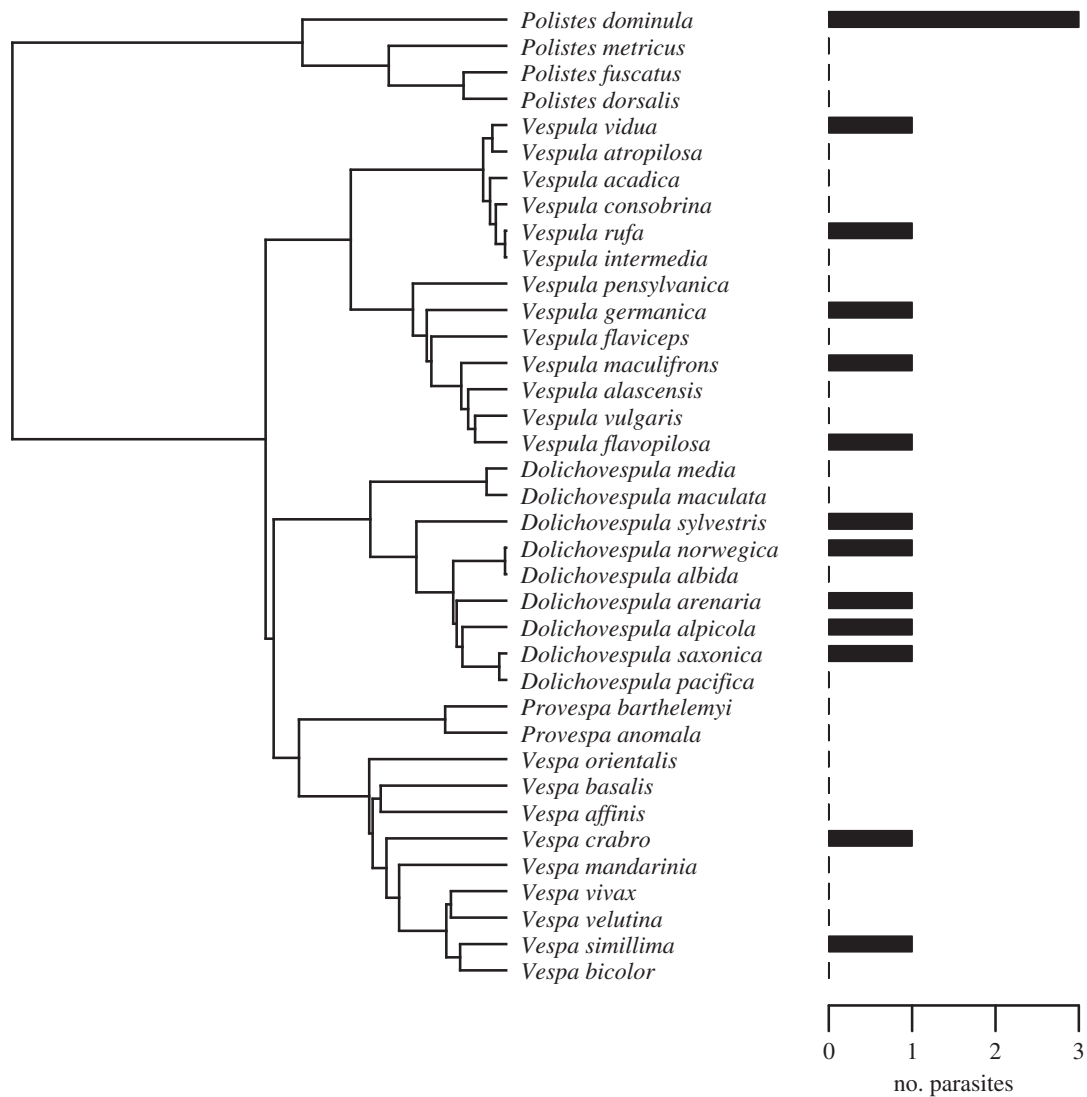 Polistes dominula
Polistes metricus
Polistes fuscatus
Polistes dorsalis
Vespula vidua
Vespula atropilosa
Vespula acadica
Vespula consobrina
Vespula rufa
Vespula intermedia
Vespula pensylvanica
Vespula germanica
Vespula flaviceps
Vespula maculifrons
Vespula alascensis
Vespula vulgaris
Vespula flavopilosa
Dolichovespula media
Dolichovespula maculata
Dolichovespula sylvestris
Dolichovespula norwegica
Dolichovespula albida
Dolichovespula arenaria
Dolichovespula alpicola
Dolichovespula saxonica
Dolichovespula pacifica
Provespa barthelemyi
Provespa anomala
Vespa orientalis
Vespa basalis
Vespa affinis
Vespa crabro
Vespa mandarinia
Vespa vivax
Vespa velutina
Vespa simillima
Vespa bicolor
0 1 2 3
no. parasites